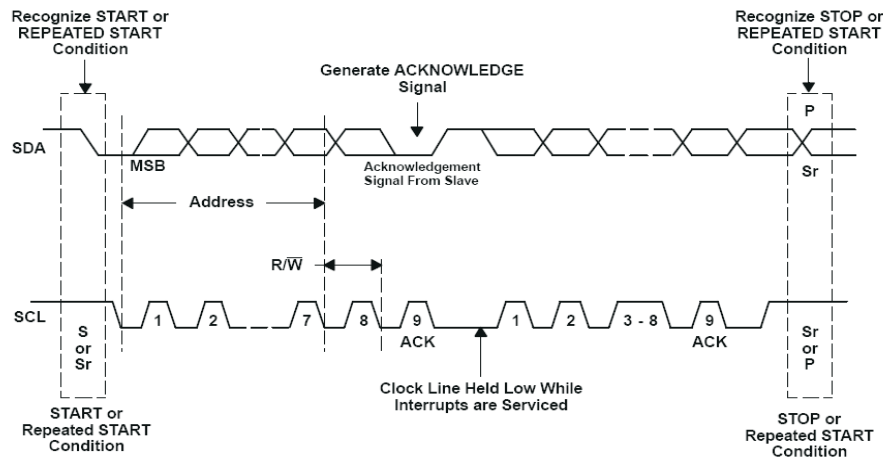 Recognize START or
REPEATED START
Condition
Recognize STOP or
REPEATED START
Condition
Generate ACKNOWLEDGE
Signal
P
SDA
MSB
Acknowledgement
Signal From Slave
Sr
Address
R/W̅
SCL
S
or
Sr
1
2
7
8
9
ACK
1
2
3 - 8
9
ACK
Sr
or
P
Clock Line Held Low While
Interrupts are Serviced
START or
Repeated START
Condition
STOP or
Repeated START
Condition